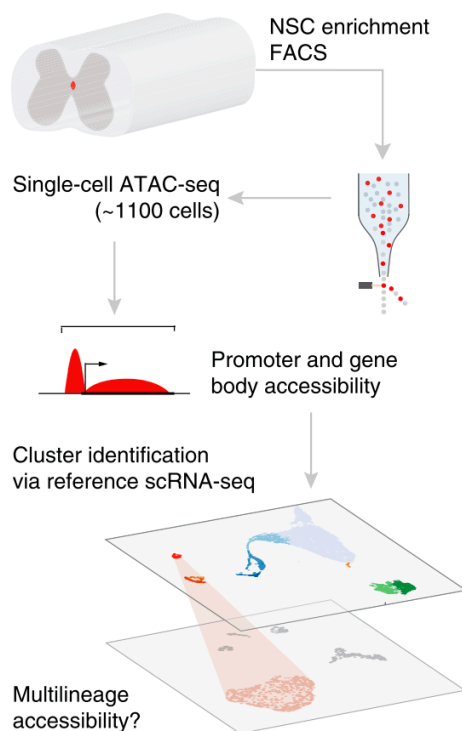 NSC enrichment
FACS
Single-cell ATAC-seq
(~1100 cells)
Promoter and gene
body accessibility
Cluster identification
via reference scRNA-seq
Multilineage
accessibility?